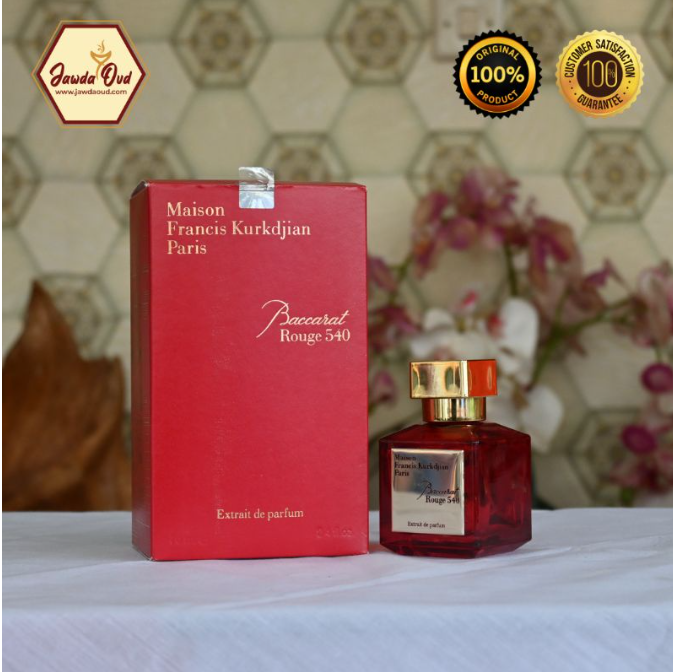 Jawda Oud
www.jawdaoud.com
ORIGINAL
100%
PRODUCT
CUSTOMER SATISFACTION
100%
GUARANTEE
Maison
Francis Kurkdjian
Paris
Baccarat
Rouge 540
Extrait de parfum
Maison
Francis Kurkdjian
Paris
Baccarat
Rouge 540
Extrait de parfum